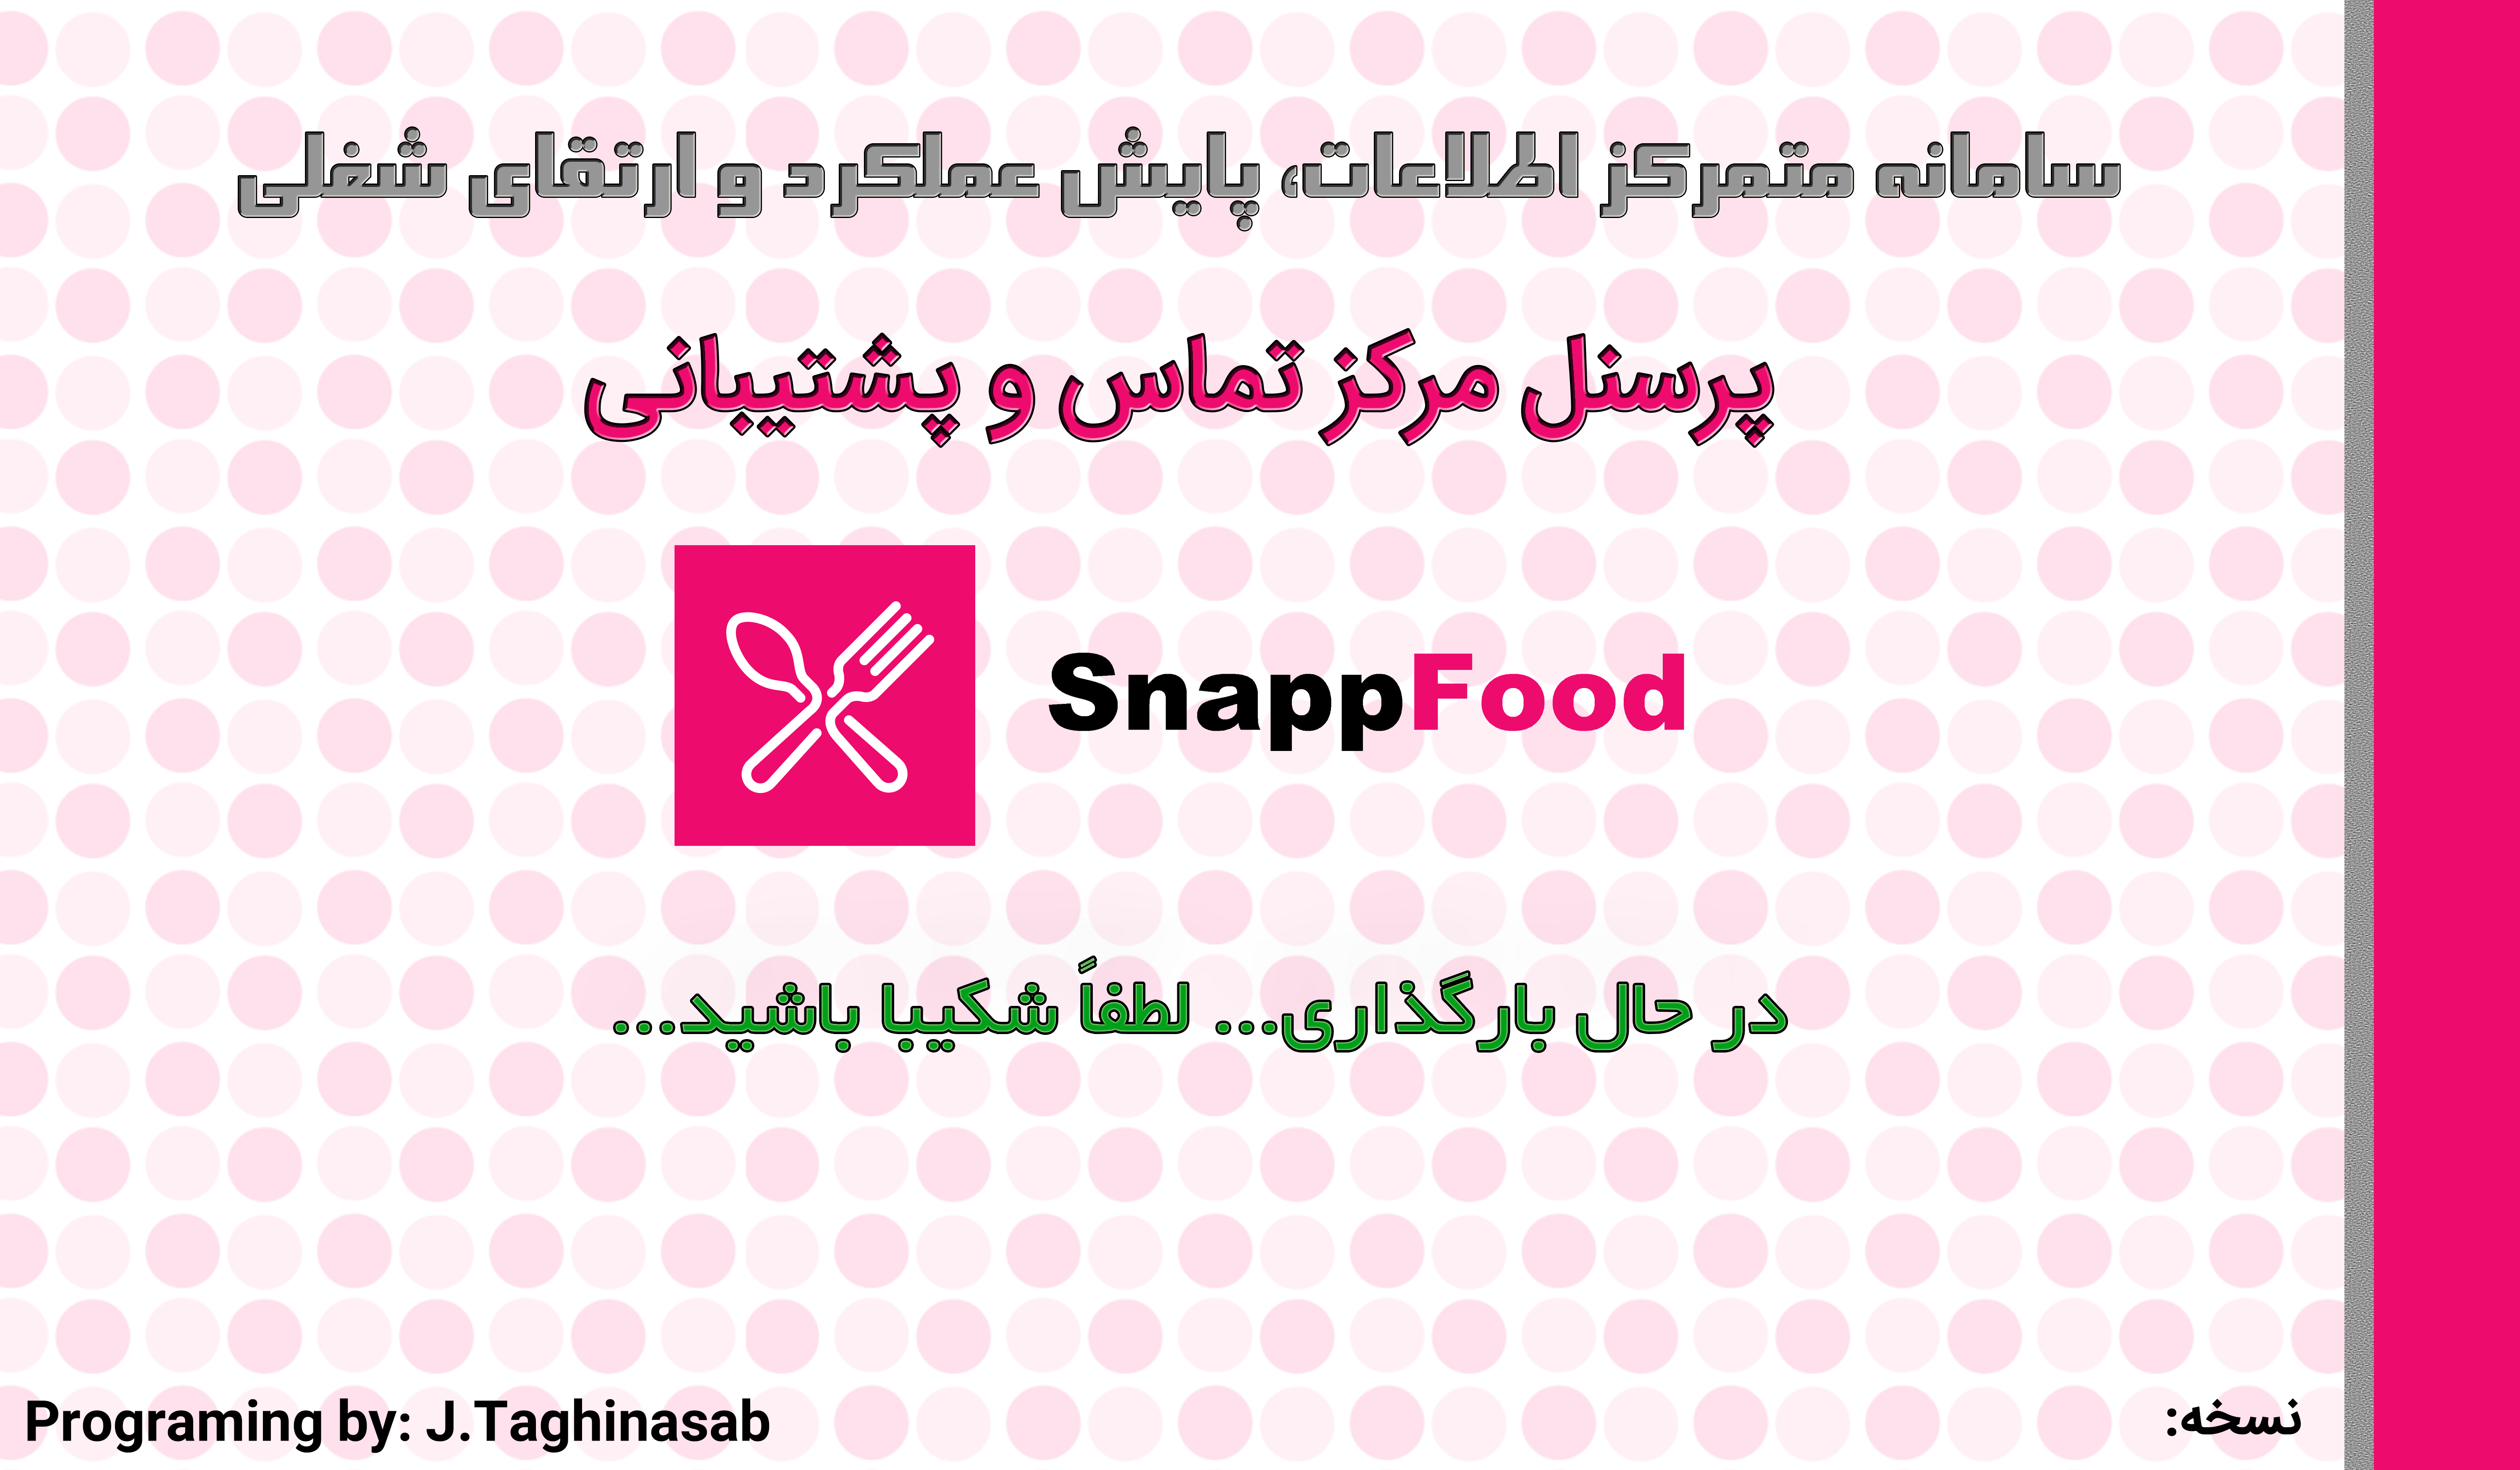 سامانه متمرکز اطلاعات، پایش عملکرد و ارتقای شغلی
پرسنل مرکز تماس و پشتیبانی
SnappFood
در حال بارگذاری... لطفاً شکیبا باشید...
Programing by: J.Taghinasab
نسخه: